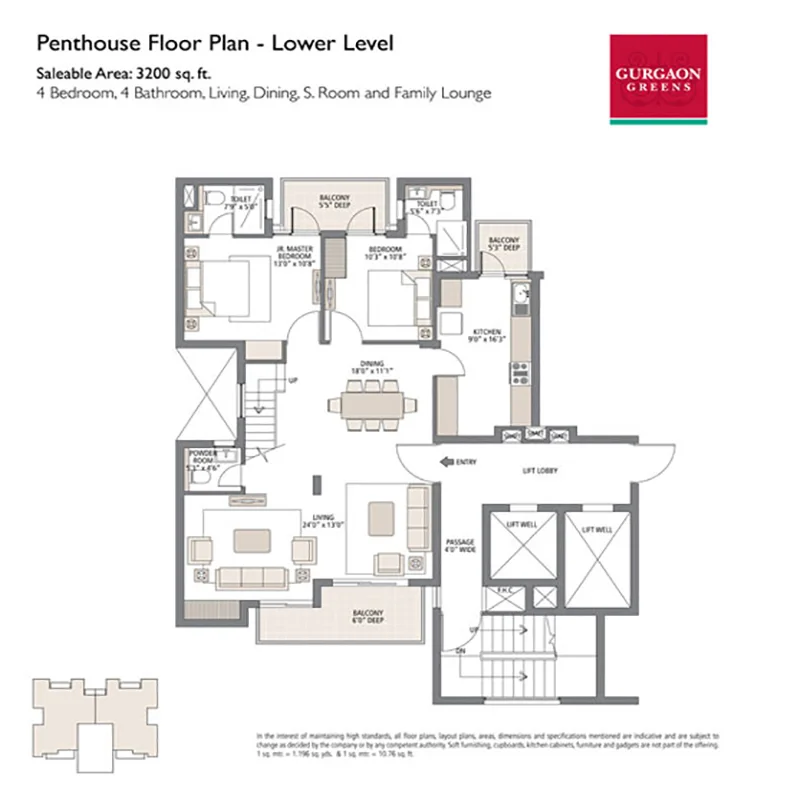 Penthouse Floor Plan - Lower Level
Saleable Area: 3200 sq. ft.
4 Bedroom, 4 Bathroom, Living, Dining, S. Room and Family Lounge
GURGAON
GREENS
TOILET
7'9" x 5'0"
BALCONY
5'5" DEEP
TOILET
5'6" x 7'3"
BALCONY
5'3" DEEP
JR. MASTER
BEDROOM
13'0" x 10'8"
BEDROOM
10'3" x 10'8"
KITCHEN
9'0" x 16'3"
DINING
18'0" x 11'1"
UP
POWDER
ROOM
5'3" x 4'6"
ENTRY
LIFT LOBBY
LIVING
24'0" x 13'0"
PASSAGE
4'0" WIDE
LIFT WELL
LIFT WELL
F.H.C.
BALCONY
6'0" DEEP
UP
DN
In the interest of maintaining high standards, all floor plans, layout plans, areas, dimensions and specifications mentioned are indicative and are subject to
change as decided by the company or by any competent authority. Soft furnishing, cupboards, kitchen cabinets, furniture and gadgets are not part of the offering.
1 sq. mtr. = 1.196 sq. yds. & 1 sq. mtr. = 10.76 sq. ft.